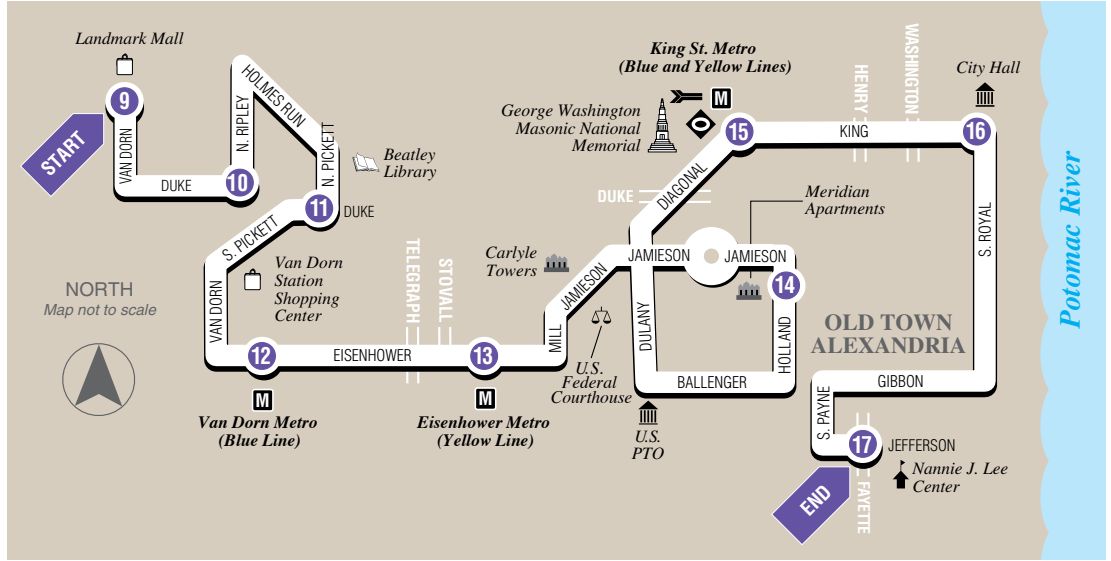 Landmark Mall
9
START
VAN DORN
DUKE
10
N. RIPLEY
HOLMES RUN
N. PICKETT
Beatley
Library
11
DUKE
S. PICKETT
Van Dorn
Station
Shopping
Center
VAN DORN
NORTH
Map not to scale
12
M
Van Dorn Metro
(Blue Line)
EISENHOWER
TELEGRAPH
STOVALL
13
M
Eisenhower Metro
(Yellow Line)
MILL
JAMIESON
Carlyle
Towers
U.S.
Federal
Courthouse
JAMIESON
JAMIESON
DULANY
BALLENGER
U.S.
PTO
HOLLAND
14
Meridian
Apartments
DUKE
DIAGONAL
King St. Metro
(Blue and Yellow Lines)
M
George Washington
Masonic National
Memorial
15
KING
HENRY
WASHINGTON
City Hall
16
S. ROYAL
OLD TOWN
ALEXANDRIA
GIBBON
S. PAYNE
17
JEFFERSON
Nannie J. Lee
Center
FAYETTE
END
Potomac River